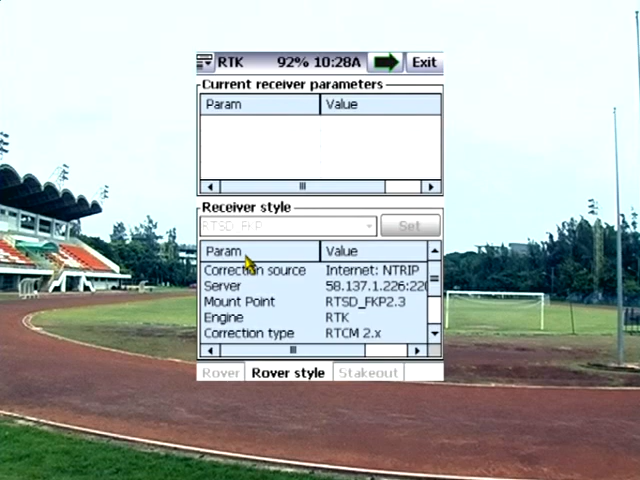 RTK 92% 10:28A Exit
Current receiver parameters
Param Value
Receiver style
RTSD_FKP Set
Param Value
Correction source Internet: NTRIP
Server 58.137.1.226:220
Mount Point RTSD_FKP2.3
Engine RTK
Correction type RTCM 2.x
Rover Rover style Stakeout